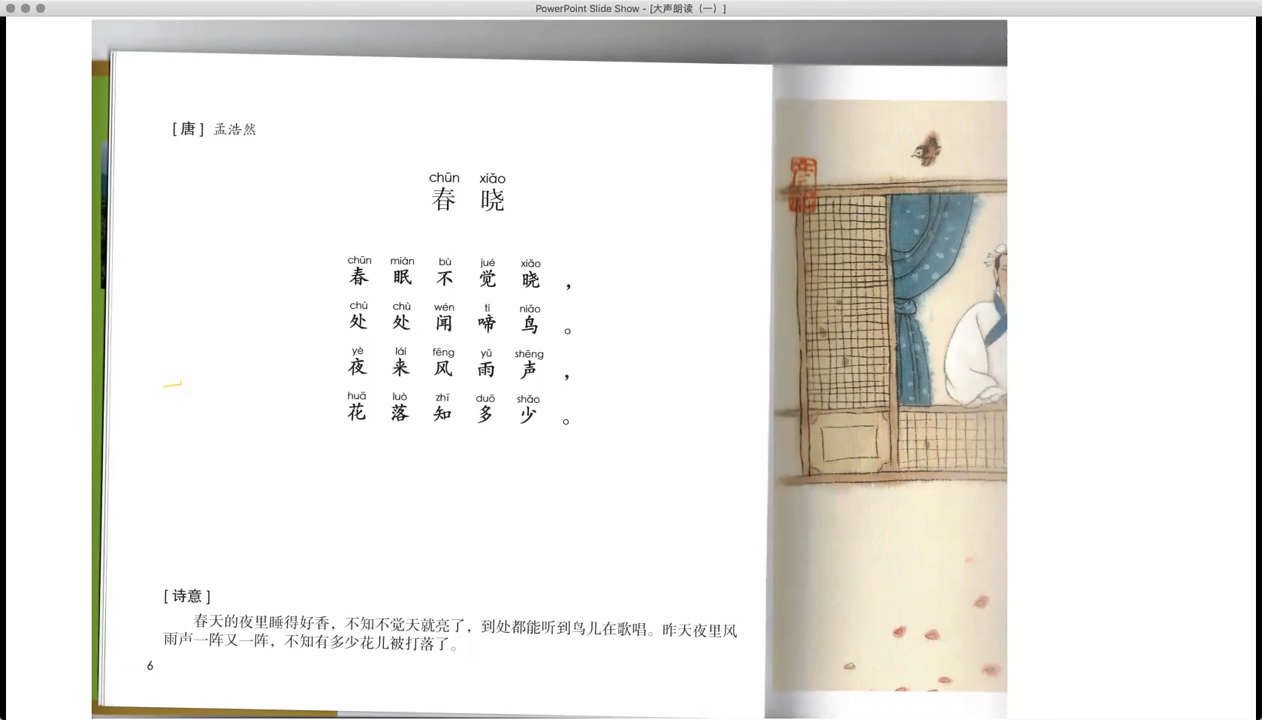 PowerPoint Slide Show - [大声朗读（一）]
[唐] 孟浩然
chūn xiǎo
春 晓
chūn mián bù jué xiǎo
春 眠 不 觉 晓 ，
chù chù wén tí niǎo
处 处 闻 啼 鸟 。
yè lái fēng yǔ shēng
夜 来 风 雨 声 ，
huā luò zhī duō shǎo
花 落 知 多 少 。
[诗意]
春天的夜里睡得好香，不知不觉天就亮了，到处都能听到鸟儿在歌唱。昨天夜里风
雨声一阵又一阵，不知有多少花儿被打落了。
6